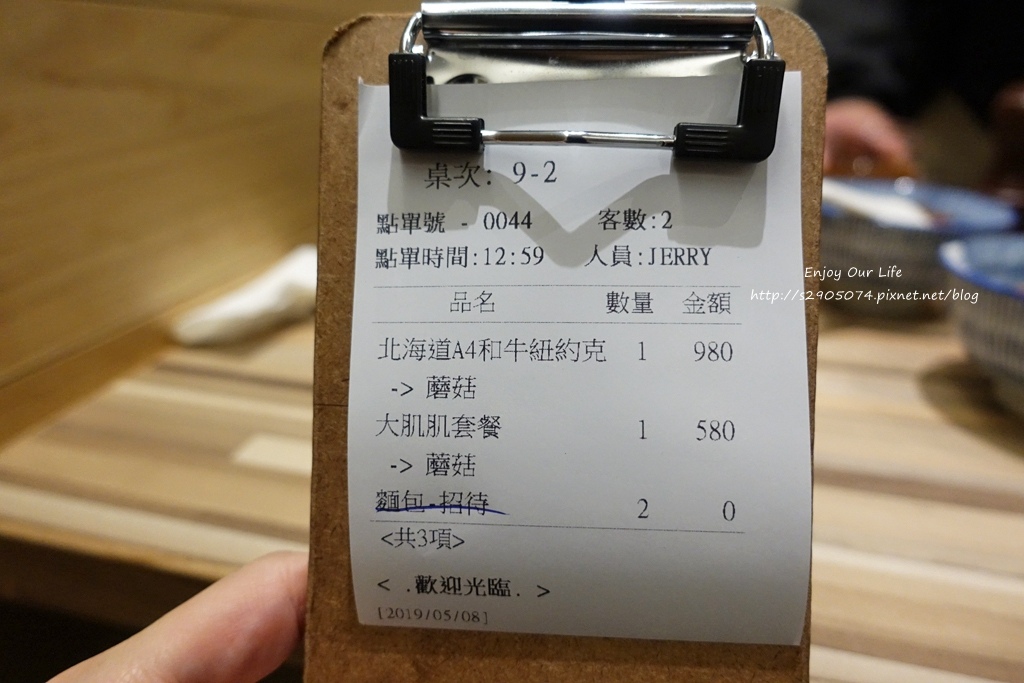 桌次: 9-2
點單號 - 0044 客數:2
點單時間:12:59 人員:JERRY
品名 數量 金額
北海道A4和牛紐約克 1 980
-> 蘑菇
大肌肌套餐 1 580
-> 蘑菇
麵包-招待 2 0
<共3項>
< .歡迎光臨. >
[2019/05/08]
Enjoy Our Life
http://s2905074.pixnet.net/blog